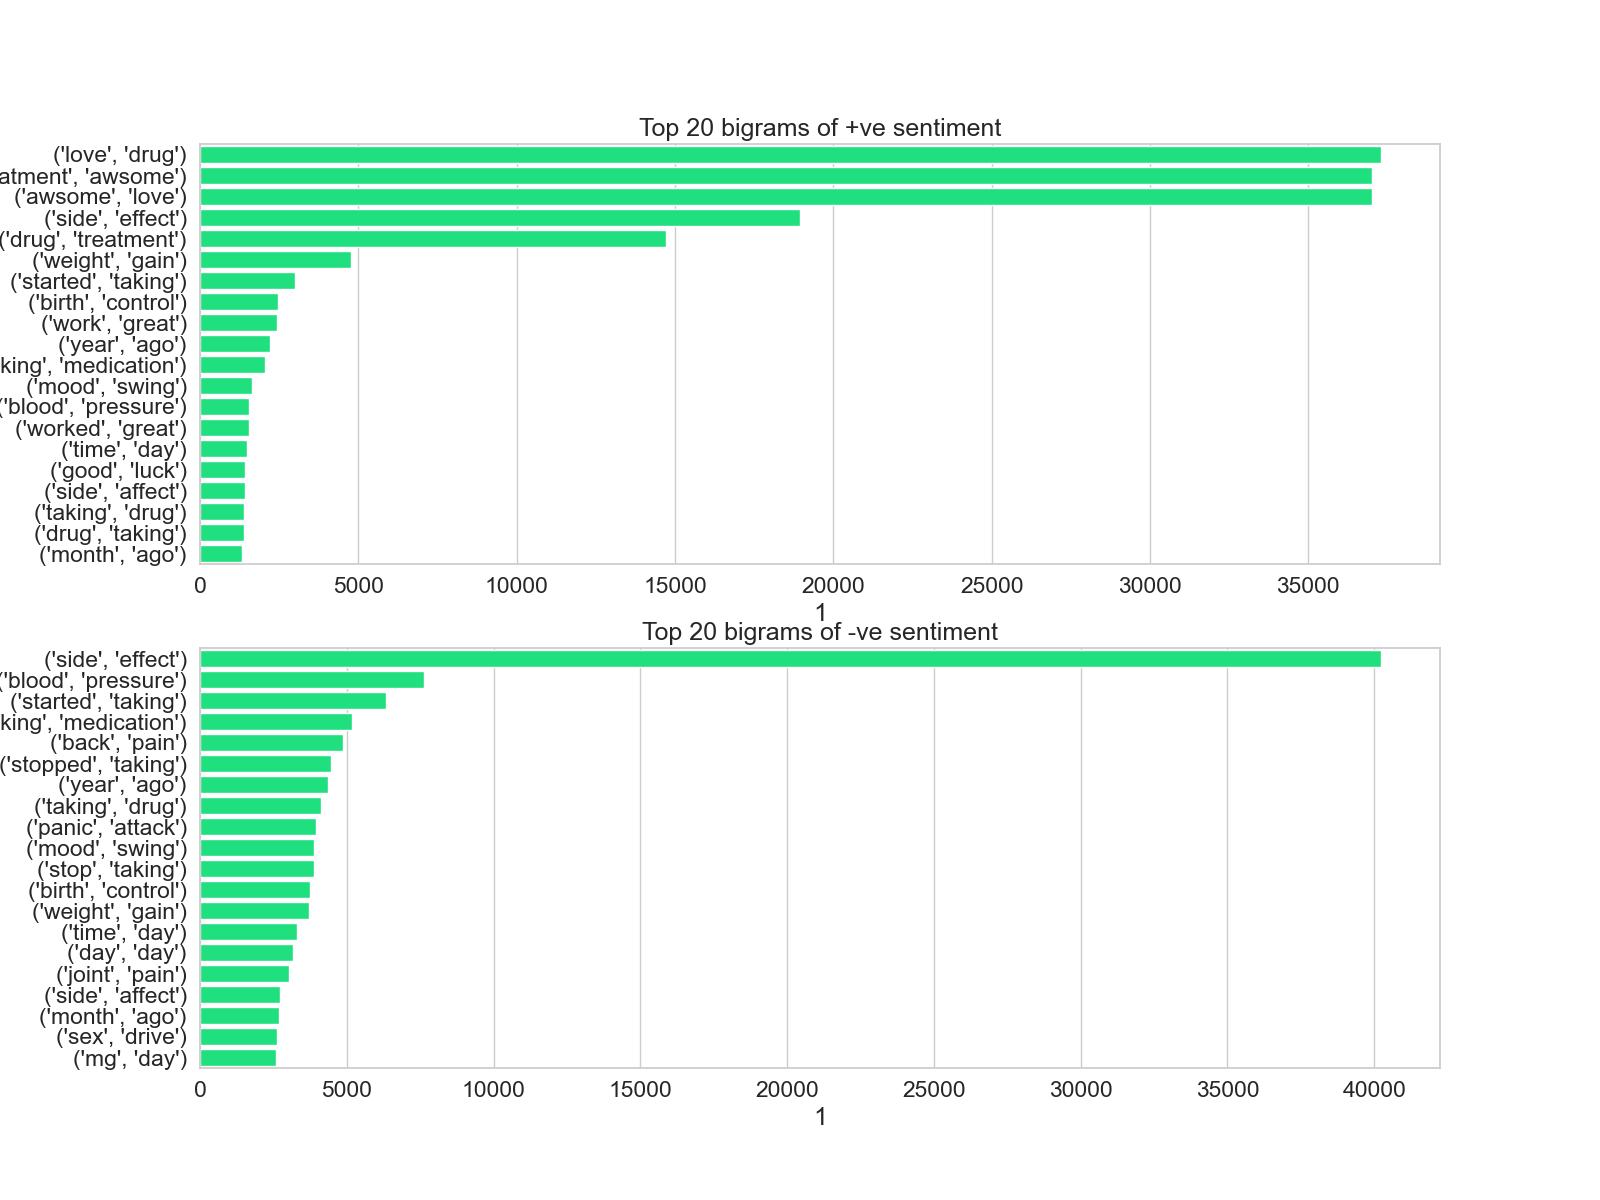 Top 20 bigrams of +ve sentiment
('love', 'drug')
atment', 'awsome')
('awsome', 'love')
('side', 'effect')
('drug', 'treatment')
('weight', 'gain')
('started', 'taking')
('birth', 'control')
('work', 'great')
('year', 'ago')
king', 'medication')
('mood', 'swing')
('blood', 'pressure')
('worked', 'great')
('time', 'day')
('good', 'luck')
('side', 'affect')
('taking', 'drug')
('drug', 'taking')
('month', 'ago')
0 5000 10000 15000 20000 25000 30000 35000
1
Top 20 bigrams of -ve sentiment
('side', 'effect')
('blood', 'pressure')
('started', 'taking')
king', 'medication')
('back', 'pain')
('stopped', 'taking')
('year', 'ago')
('taking', 'drug')
('panic', 'attack')
('mood', 'swing')
('stop', 'taking')
('birth', 'control')
('weight', 'gain')
('time', 'day')
('day', 'day')
('joint', 'pain')
('side', 'affect')
('month', 'ago')
('sex', 'drive')
('mg', 'day')
0 5000 10000 15000 20000 25000 30000 35000 40000
1